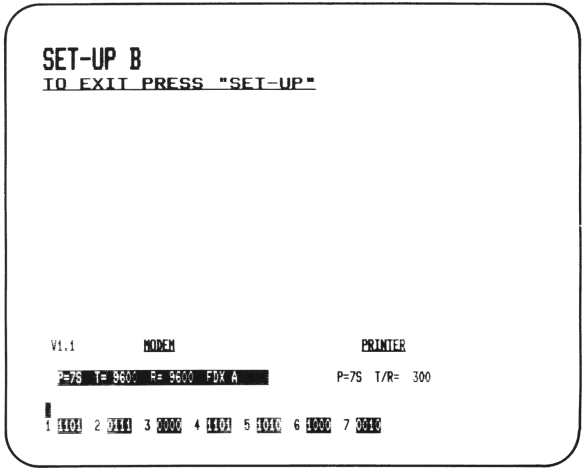 SET-UP B
TO EXIT PRESS "SET-UP"
V1.1 MODEM PRINTER
P=7S T= 9600 R= 9600 FDX A P=7S T/R= 300
1 1101 2 0111 3 0000 4 1101 5 1010 6 1000 7 0010